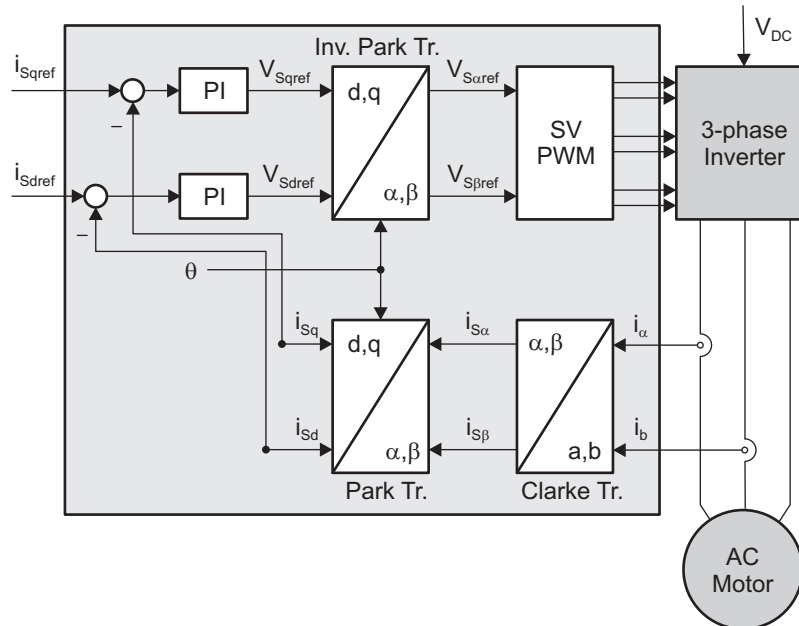 Inv. Park Tr.
V_DC
i_Sqref
PI
V_Sqref
d,q
α,β
V_Sαref
SV
PWM
3-phase
Inverter
–
i_Sdref
PI
V_Sdref
V_Sβref
–
θ
i_Sq
d,q
α,β
i_Sα
α,β
a,b
i_α
i_Sd
i_Sβ
i_b
Park Tr.
Clarke Tr.
AC
Motor